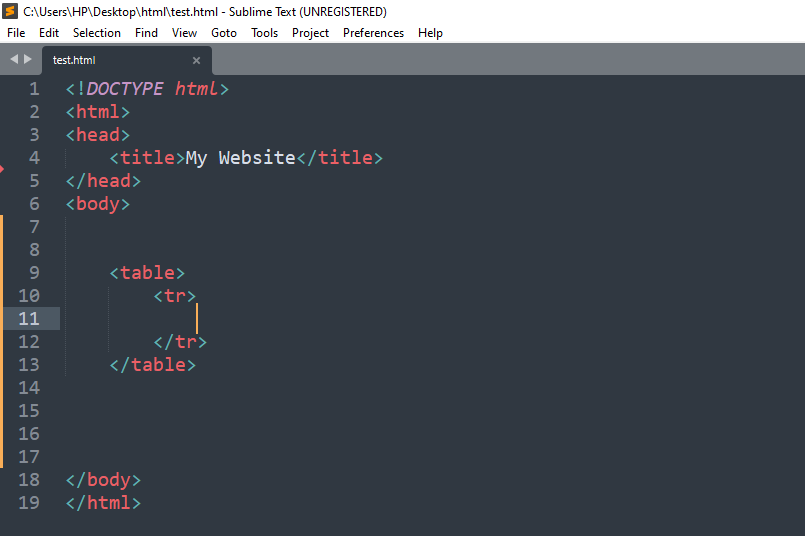 C:\Users\HP\Desktop\html\test.html - Sublime Text (UNREGISTERED)
File Edit Selection Find View Goto Tools Project Preferences Help
test.html
1 <!DOCTYPE html>
2 <html>
3 <head>
4     <title>My Website</title>
5 </head>
6 <body>
7
8
9     <table>
10         <tr>
11
12         </tr>
13     </table>
14
15
16
17
18 </body>
19 </html>